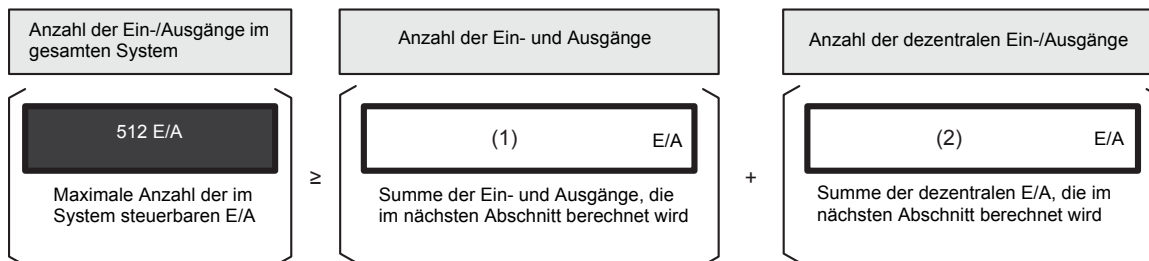 Anzahl der Ein-/Ausgänge im
gesamten System
Anzahl der Ein- und Ausgänge
Anzahl der dezentralen Ein-/Ausgänge
512 E/A
(1) E/A
(2) E/A
Maximale Anzahl der im
System steuerbaren E/A
≥
Summe der Ein- und Ausgänge, die
im nächsten Abschnitt berechnet wird
+
Summe der dezentralen E/A, die im
nächsten Abschnitt berechnet wird